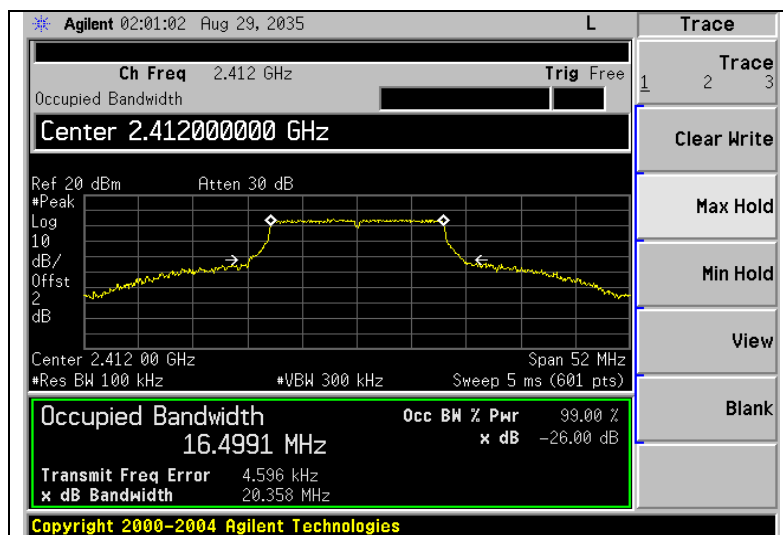 Agilent 02:01:02 Aug 29, 2035 L Trace
Ch Freq 2.412 GHz Trig Free
Occupied Bandwidth
Center 2.412000000 GHz
Ref 20 dBm Atten 30 dB
#Peak
Log
10
dB/
Offst
2
dB
Center 2.412 00 GHz Span 52 MHz
#Res BW 100 kHz #VBW 300 kHz Sweep 5 ms (601 pts)
Occupied Bandwidth Occ BW % Pwr 99.00 %
16.4991 MHz x dB -26.00 dB
Transmit Freq Error 4.596 kHz
x dB Bandwidth 20.358 MHz
Copyright 2000-2004 Agilent Technologies
Trace
1 2 3
Clear Write
Max Hold
Min Hold
View
Blank